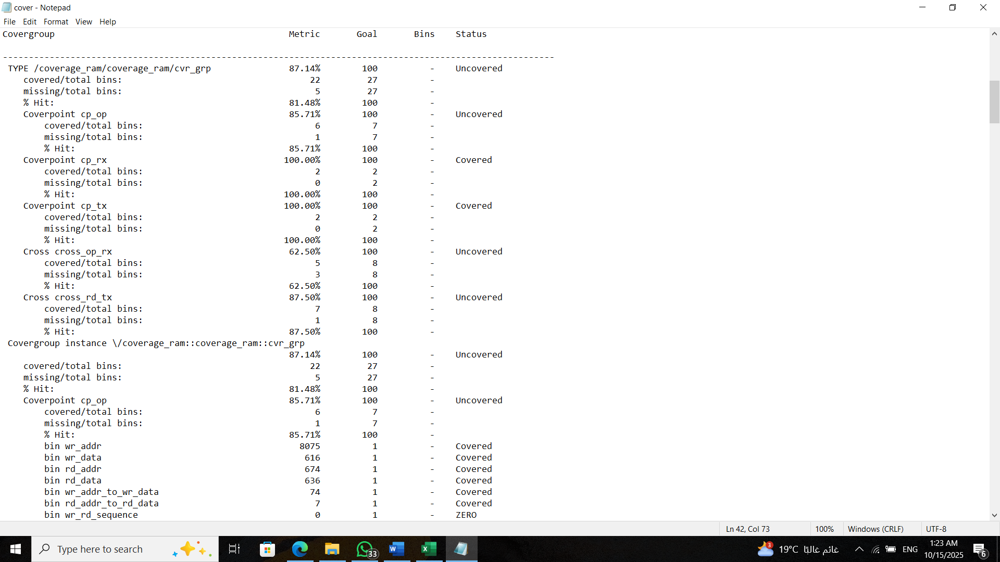 cover - Notepad
File Edit Format View Help
Covergroup Metric Goal Bins Status
----------------------------------------------------------------------------------------------------------
TYPE /coverage_ram/coverage_ram/cvr_grp 87.14% 100 - Uncovered
covered/total bins: 22 27 -
missing/total bins: 5 27 -
% Hit: 81.48% 100 -
Coverpoint cp_op 85.71% 100 - Uncovered
covered/total bins: 6 7 -
missing/total bins: 1 7 -
% Hit: 85.71% 100 -
Coverpoint cp_rx 100.00% 100 - Covered
covered/total bins: 2 2 -
missing/total bins: 0 2 -
% Hit: 100.00% 100 -
Coverpoint cp_tx 100.00% 100 - Covered
covered/total bins: 2 2 -
missing/total bins: 0 2 -
% Hit: 100.00% 100 -
Cross cross_op_rx 62.50% 100 - Uncovered
covered/total bins: 5 8 -
missing/total bins: 3 8 -
% Hit: 62.50% 100 -
Cross cross_rd_tx 87.50% 100 - Uncovered
covered/total bins: 7 8 -
missing/total bins: 1 8 -
% Hit: 87.50% 100 -
Covergroup instance \/coverage_ram::coverage_ram::cvr_grp
87.14% 100 - Uncovered
covered/total bins: 22 27 -
missing/total bins: 5 27 -
% Hit: 81.48% 100 -
Coverpoint cp_op 85.71% 100 - Uncovered
covered/total bins: 6 7 -
missing/total bins: 1 7 -
% Hit: 85.71% 100 -
bin wr_addr 8075 1 - Covered
bin wr_data 616 1 - Covered
bin rd_addr 674 1 - Covered
bin rd_data 636 1 - Covered
bin wr_addr_to_wr_data 74 1 - Covered
bin rd_addr_to_rd_data 7 1 - Covered
bin wr_rd_sequence 0 1 - ZERO
Ln 42, Col 73 100% Windows (CRLF) UTF-8
Type here to search 33 3 19°C غائم غالبًا ENG 1:23 AM 6
10/15/2025